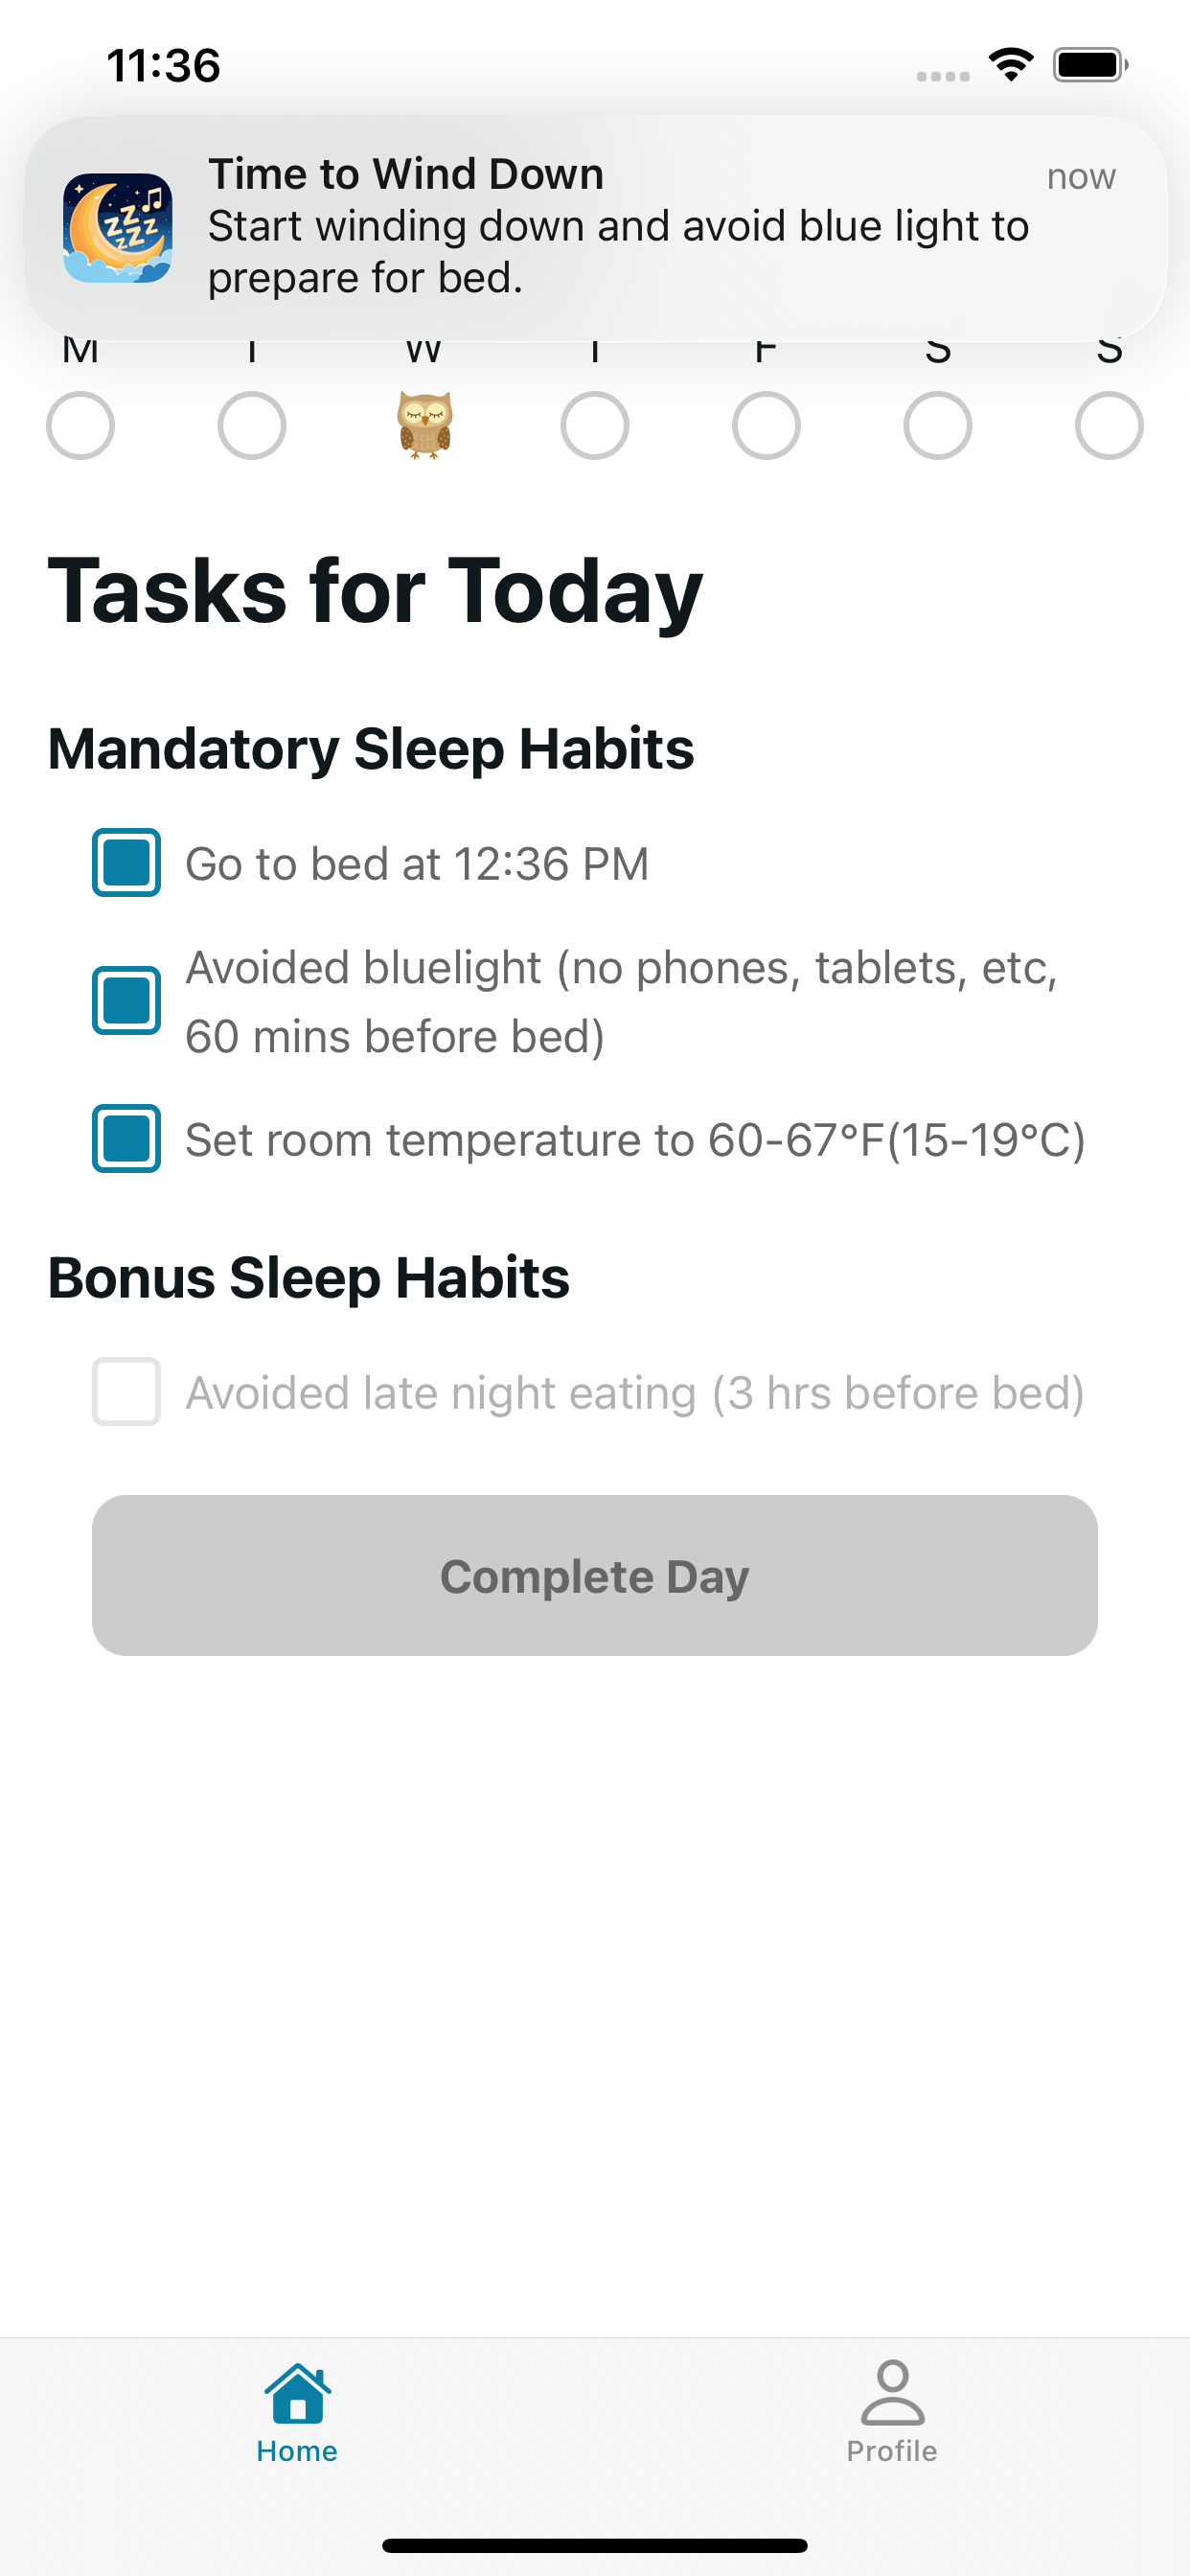 11:36
Time to Wind Down
now
Start winding down and avoid blue light to
prepare for bed.
M T W T F S S
Tasks for Today
Mandatory Sleep Habits
Go to bed at 12:36 PM
Avoided bluelight (no phones, tablets, etc,
60 mins before bed)
Set room temperature to 60-67°F(15-19°C)
Bonus Sleep Habits
Avoided late night eating (3 hrs before bed)
Complete Day
Home
Profile